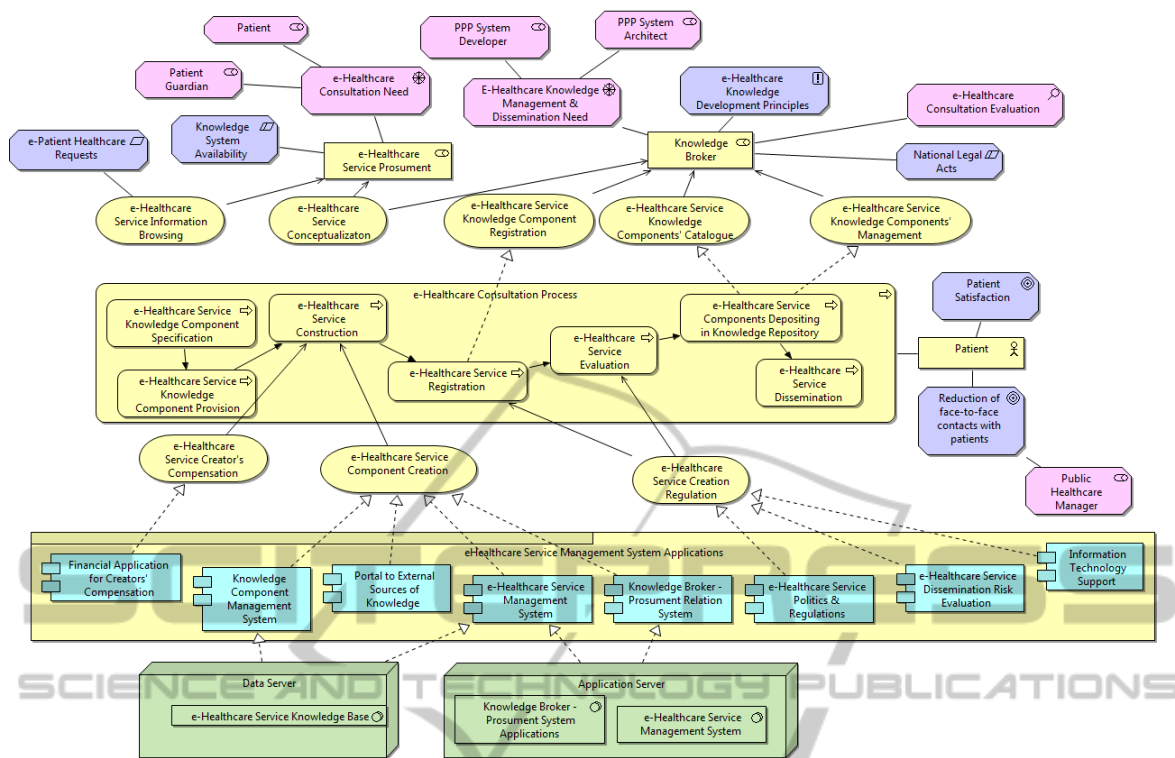 Patient
PPP System
Developer
PPP System
Architect
Patient
Guardian
e-Healthcare
Consultation Need
E-Healthcare Knowledge
Management &
Dissemination Need
e-Healthcare
Knowledge
Development Principles
e-Healthcare
Consultation Evaluation
e-Patient Healthcare
Requests
Knowledge
System
Availability
e-Healthcare
Service Prosument
Knowledge
Broker
National Legal
Acts
e-Healthcare
Service Information
Browsing
e-Healthcare
Service
Conceptualizaton
e-Healthcare Service
Knowledge Component
Registration
e-Healthcare Service
Knowledge
Components' Catalogue
e-Healthcare Service
Knowledge Components'
Management
e-Healthcare Consultation Process
e-Healthcare Service
Knowledge Component
Specification
e-Healthcare
Service
Construction
e-Healthcare Service
Components Depositing
in Knowledge Repository
e-Healthcare
Service
Evaluation
e-Healthcare Service
Knowledge
Component Provision
e-Healthcare Service
Registration
e-Healthcare
Service
Dissemination
Patient
Satisfaction
Patient
Reduction of
face-to-face
contacts with
patients
Public
Healthcare
Manager
e-Healthcare
Service Creator's
Compensation
e-Healthcare Service
Component Creation
e-Healthcare
Service Creation
Regulation
eHealthcare Service Management System Applications
Financial Application
for Creators'
Compensation
Knowledge
Component
Management
System
Portal to External
Sources of
Knowledge
e-Healthcare Service
Management
System
Knowledge Broker -
Prosument Relation
System
e-Healthcare Service
Politics &
Regulations
e-Healthcare Service
Dissemination Risk
Evaluation
Information
Technology
Support
Data Server
e-Healthcare Service Knowledge Base
Application Server
Knowledge Broker -
Prosument System
Applications
e-Healthcare Service
Management System
SCITEPRESS
SCIENCE AND TECHNOLOGY PUBLICATIONS